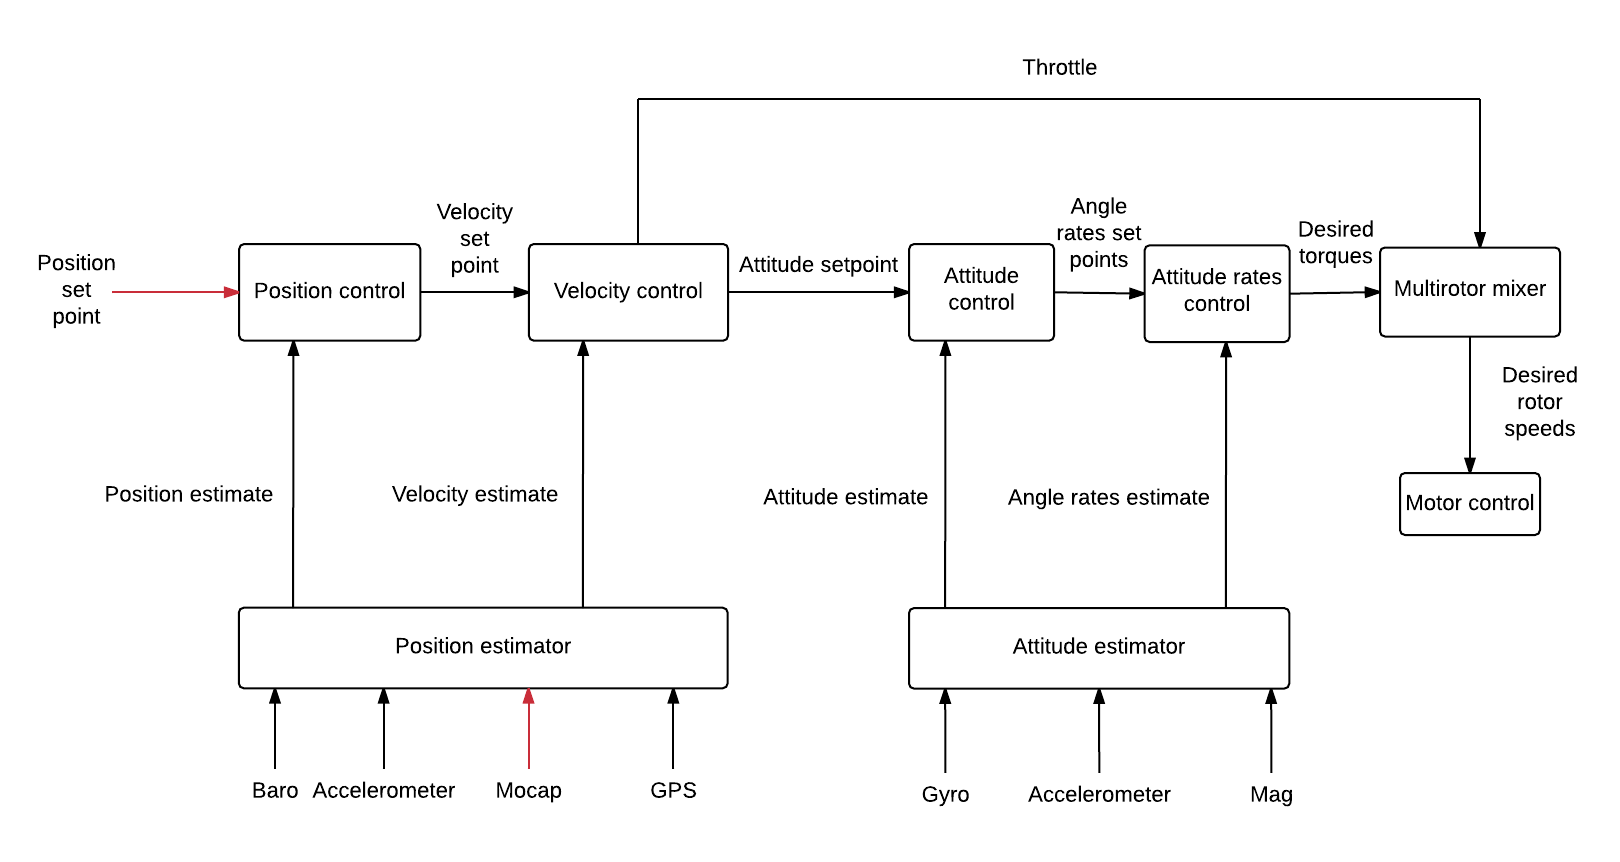 Throttle
Position
set
point
Position control
Velocity
set
point
Velocity control
Attitude setpoint
Attitude
control
Angle
rates set
points
Attitude rates
control
Desired
torques
Multirotor mixer
Desired
rotor
speeds
Motor control
Position estimate
Velocity estimate
Attitude estimate
Angle rates estimate
Position estimator
Attitude estimator
Baro
Accelerometer
Mocap
GPS
Gyro
Accelerometer
Mag